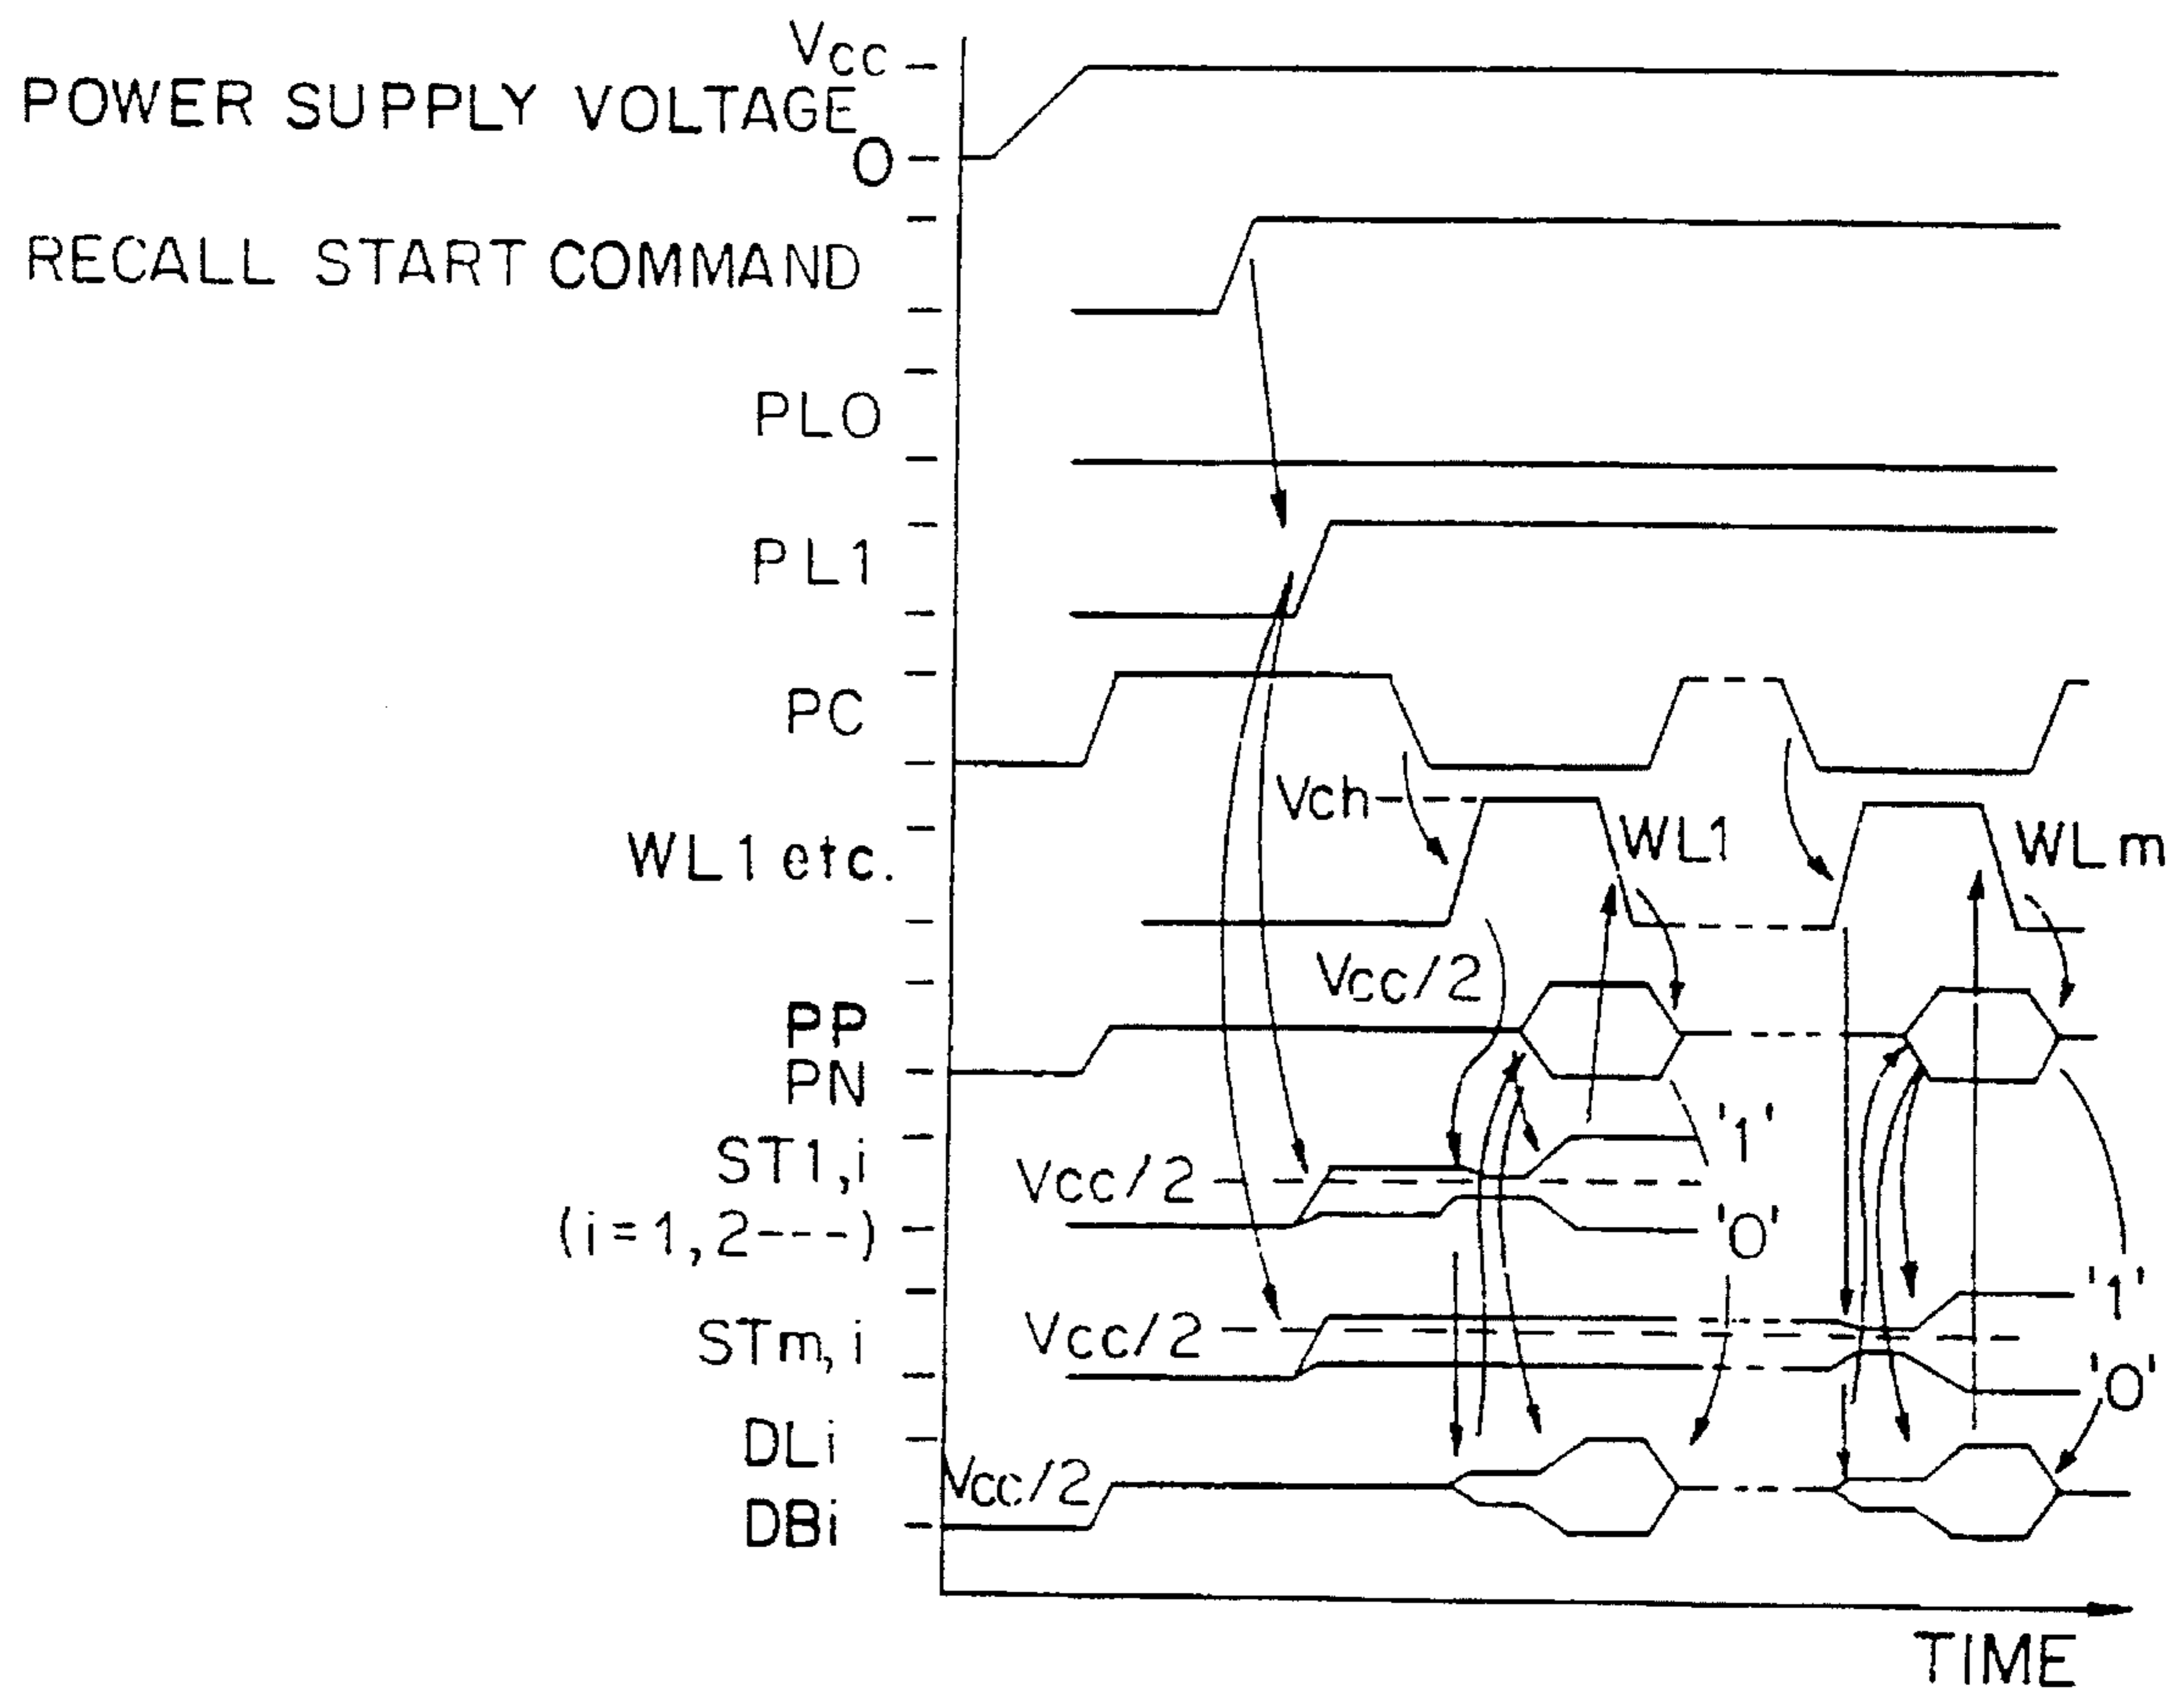 Vcc
POWER SUPPLY VOLTAGE
0
RECALL START COMMAND
PL0
PL1
PC
Vch
WL1 etc.
WL1
WLm
Vcc/2
PP
PN
ST1,i
(i=1,2---)
Vcc/2
'1'
'0'
STm,i
Vcc/2
'1'
'0'
DLi
Vcc/2
DBi
TIME